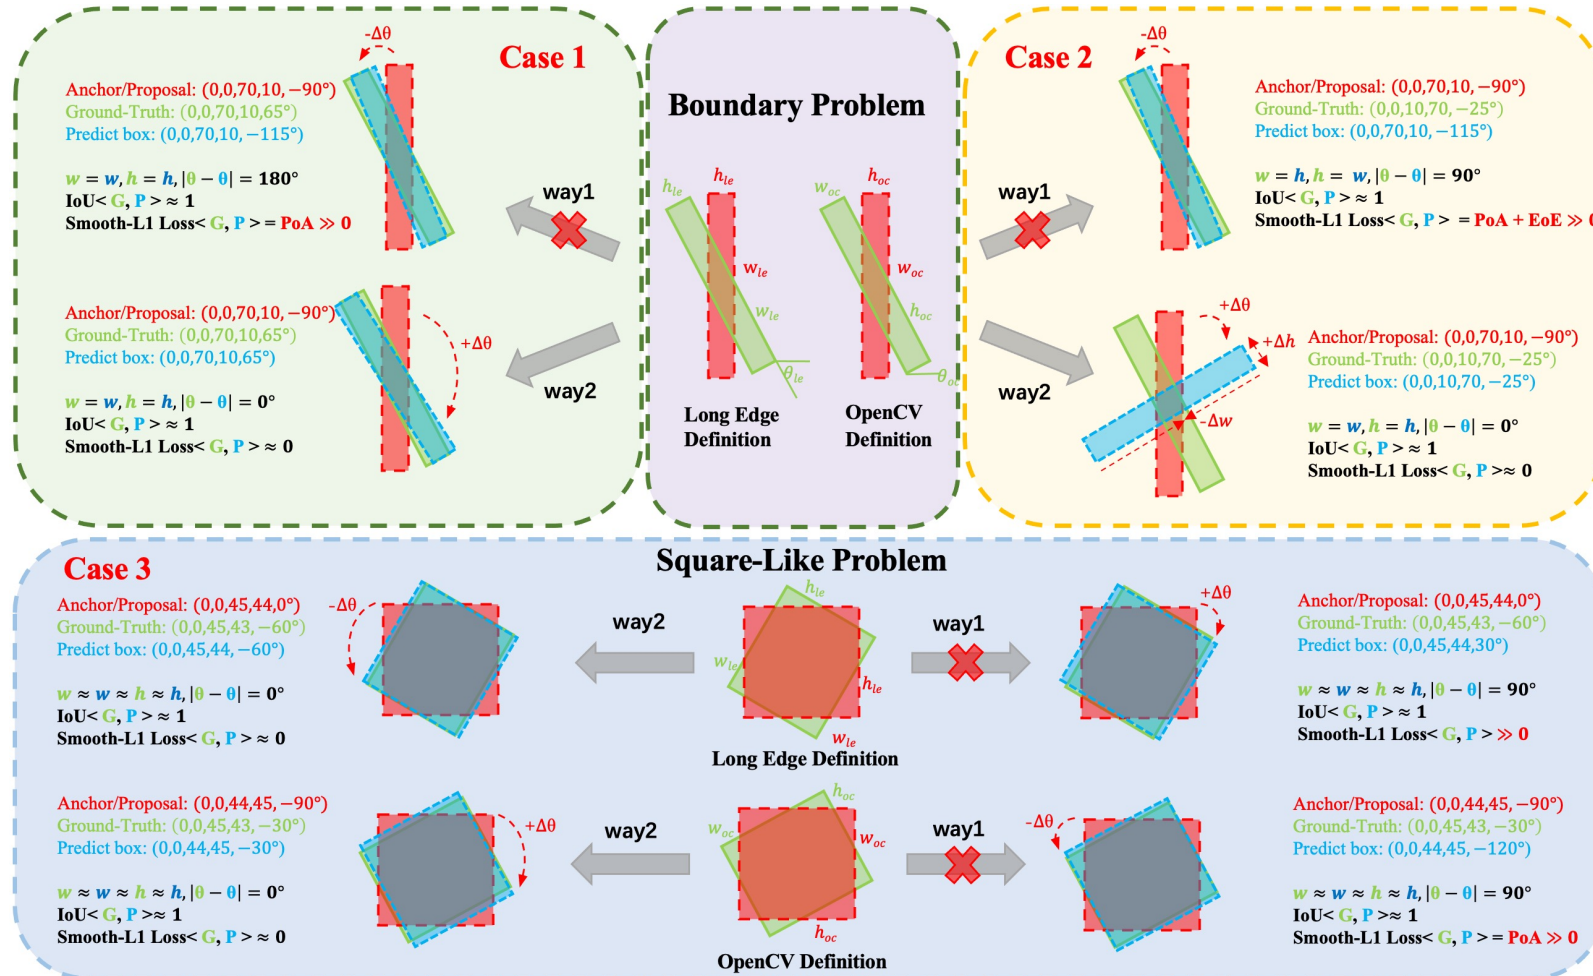 Case 1
-Δθ
Anchor/Proposal: (0,0,70,10,−90°)
Ground-Truth: (0,0,70,10,65°)
Predict box: (0,0,70,10,−115°)
w = w, h = h, |θ − θ| = 180°
IoU< G, P >≈ 1
Smooth-L1 Loss< G, P >= PoA ≫ 0
way1
Anchor/Proposal: (0,0,70,10,−90°)
Ground-Truth: (0,0,70,10,65°)
Predict box: (0,0,70,10,65°)
+Δθ
w = w, h = h, |θ − θ| = 0°
IoU< G, P >≈ 1
Smooth-L1 Loss< G, P >≈ 0
way2
Boundary Problem
h_le
h_le
w_le
w_le
θ_le
Long Edge
Definition
w_oc
h_oc
w_oc
h_oc
θ_oc
OpenCV
Definition
Case 2
-Δθ
way1
Anchor/Proposal: (0,0,70,10,−90°)
Ground-Truth: (0,0,10,70,−25°)
Predict box: (0,0,70,10,−115°)
w = h, h = w, |θ − θ| = 90°
IoU< G, P >≈ 1
Smooth-L1 Loss< G, P > = PoA + EoE ≫ 0
way2
+Δθ
+Δh
-Δw
Anchor/Proposal: (0,0,70,10,−90°)
Ground-Truth: (0,0,10,70,−25°)
Predict box: (0,0,10,70,−25°)
w = w, h = h, |θ − θ| = 0°
IoU< G, P >≈ 1
Smooth-L1 Loss< G, P >≈ 0
Case 3
Square-Like Problem
Anchor/Proposal: (0,0,45,44,0°)
Ground-Truth: (0,0,45,43,−60°)
Predict box: (0,0,45,44,−60°)
w ≈ w ≈ h ≈ h, |θ − θ| = 0°
IoU< G, P >≈ 1
Smooth-L1 Loss< G, P >≈ 0
-Δθ
way2
h_le
w_le
h_le
w_le
Long Edge Definition
way1
+Δθ
Anchor/Proposal: (0,0,45,44,0°)
Ground-Truth: (0,0,45,43,−60°)
Predict box: (0,0,45,44,30°)
w ≈ w ≈ h ≈ h, |θ − θ| = 90°
IoU< G, P >≈ 1
Smooth-L1 Loss< G, P > ≫ 0
Anchor/Proposal: (0,0,44,45,−90°)
Ground-Truth: (0,0,45,43,−30°)
Predict box: (0,0,44,45,−30°)
w ≈ w ≈ h ≈ h, |θ − θ| = 0°
IoU< G, P >≈ 1
Smooth-L1 Loss< G, P >≈ 0
+Δθ
way2
h_oc
w_oc
w_oc
h_oc
OpenCV Definition
way1
-Δθ
Anchor/Proposal: (0,0,44,45,−90°)
Ground-Truth: (0,0,45,43,−30°)
Predict box: (0,0,44,45,−120°)
w ≈ w ≈ h ≈ h, |θ − θ| = 90°
IoU< G, P >≈ 1
Smooth-L1 Loss< G, P >= PoA ≫ 0